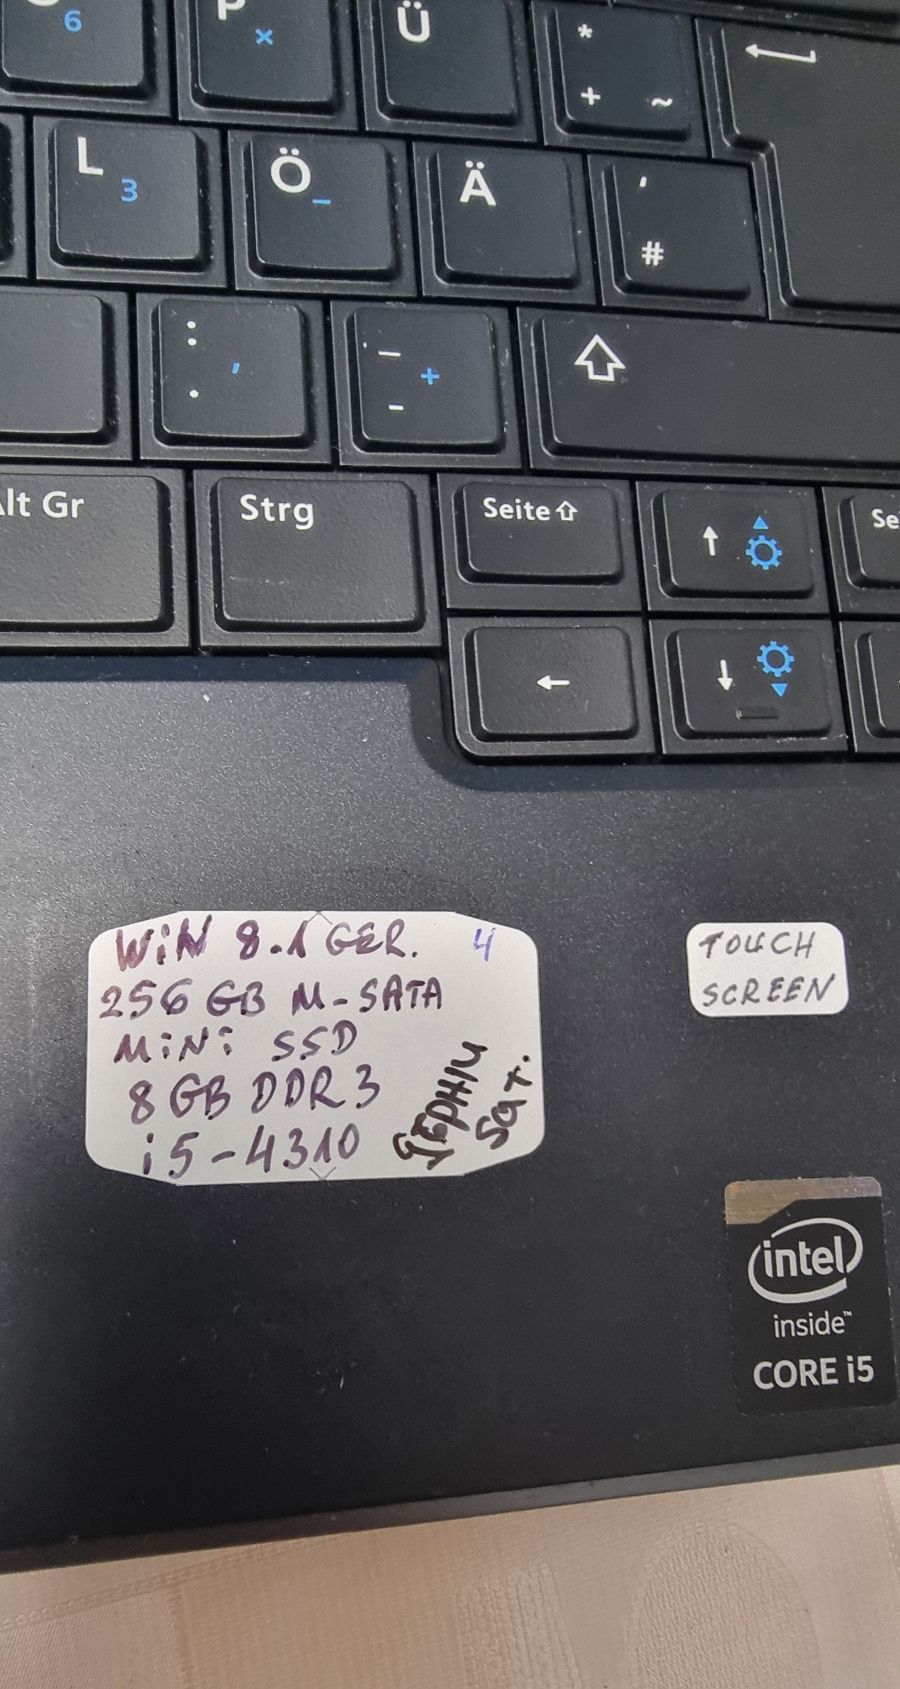 6
P ×
Ü
*
+ ~
L 3
Ö _
Ä
'
#
: ,
.
_ +
-
Alt Gr
Strg
Seite
Se
WiN 8.1 GER. 4
256 GB M-SATA
MiNi SSD
8 GB DDR3
i5-4310
TOUCH
SCREEN
intel
inside™
CORE i5